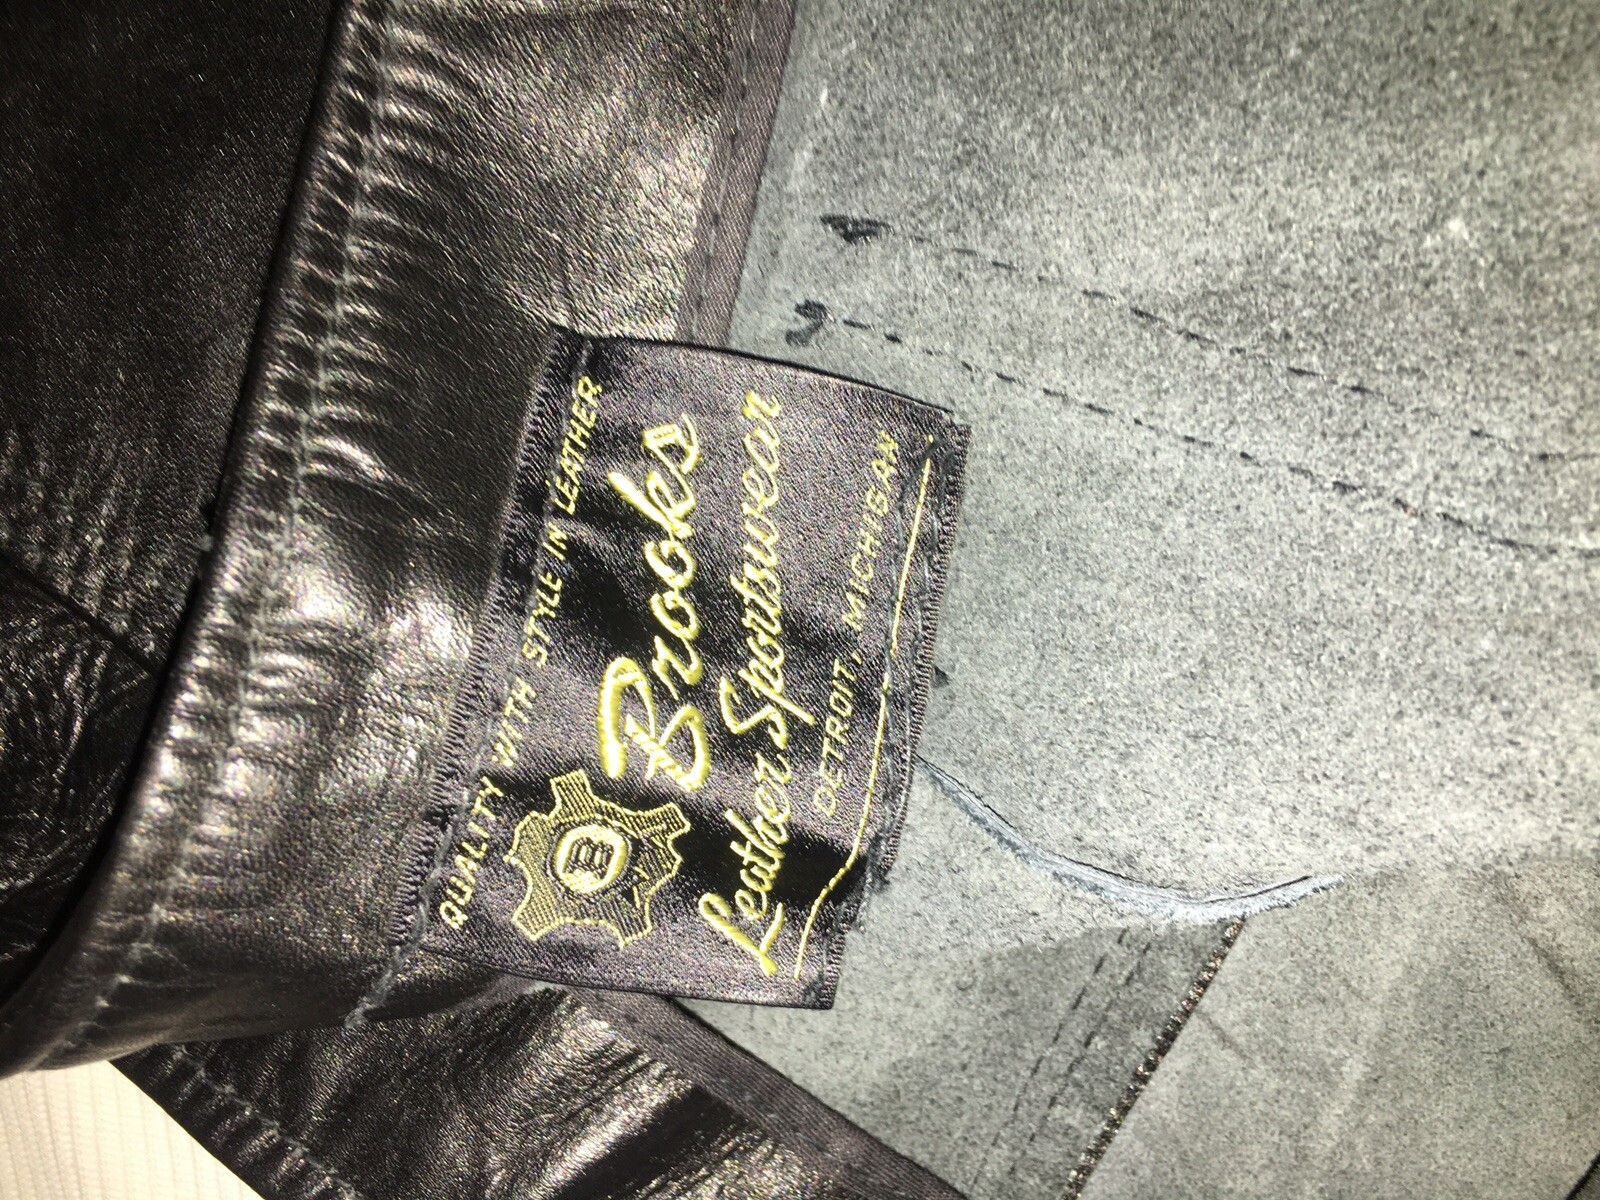 QUALITY WITH STYLE IN LEATHER
B
Brooks
Leather Sportswear
DETROIT, MICHIGAN